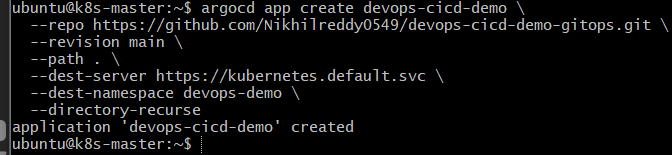 ubuntu@k8s-master:~$ argocd app create devops-cicd-demo \
  --repo https://github.com/Nikhilreddy0549/devops-cicd-demo-gitops.git \
  --revision main \
  --path . \
  --dest-server https://kubernetes.default.svc \
  --dest-namespace devops-demo \
  --directory-recurse
application 'devops-cicd-demo' created
ubuntu@k8s-master:~$